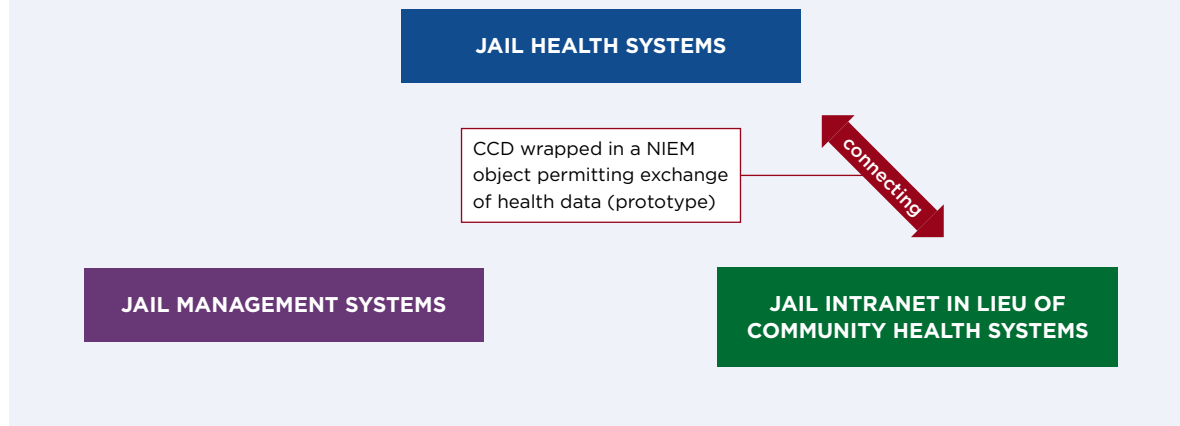 JAIL HEALTH SYSTEMS
CCD wrapped in a NIEM
object permitting exchange
of health data (prototype)
connecting
JAIL MANAGEMENT SYSTEMS
JAIL INTRANET IN LIEU OF
COMMUNITY HEALTH SYSTEMS